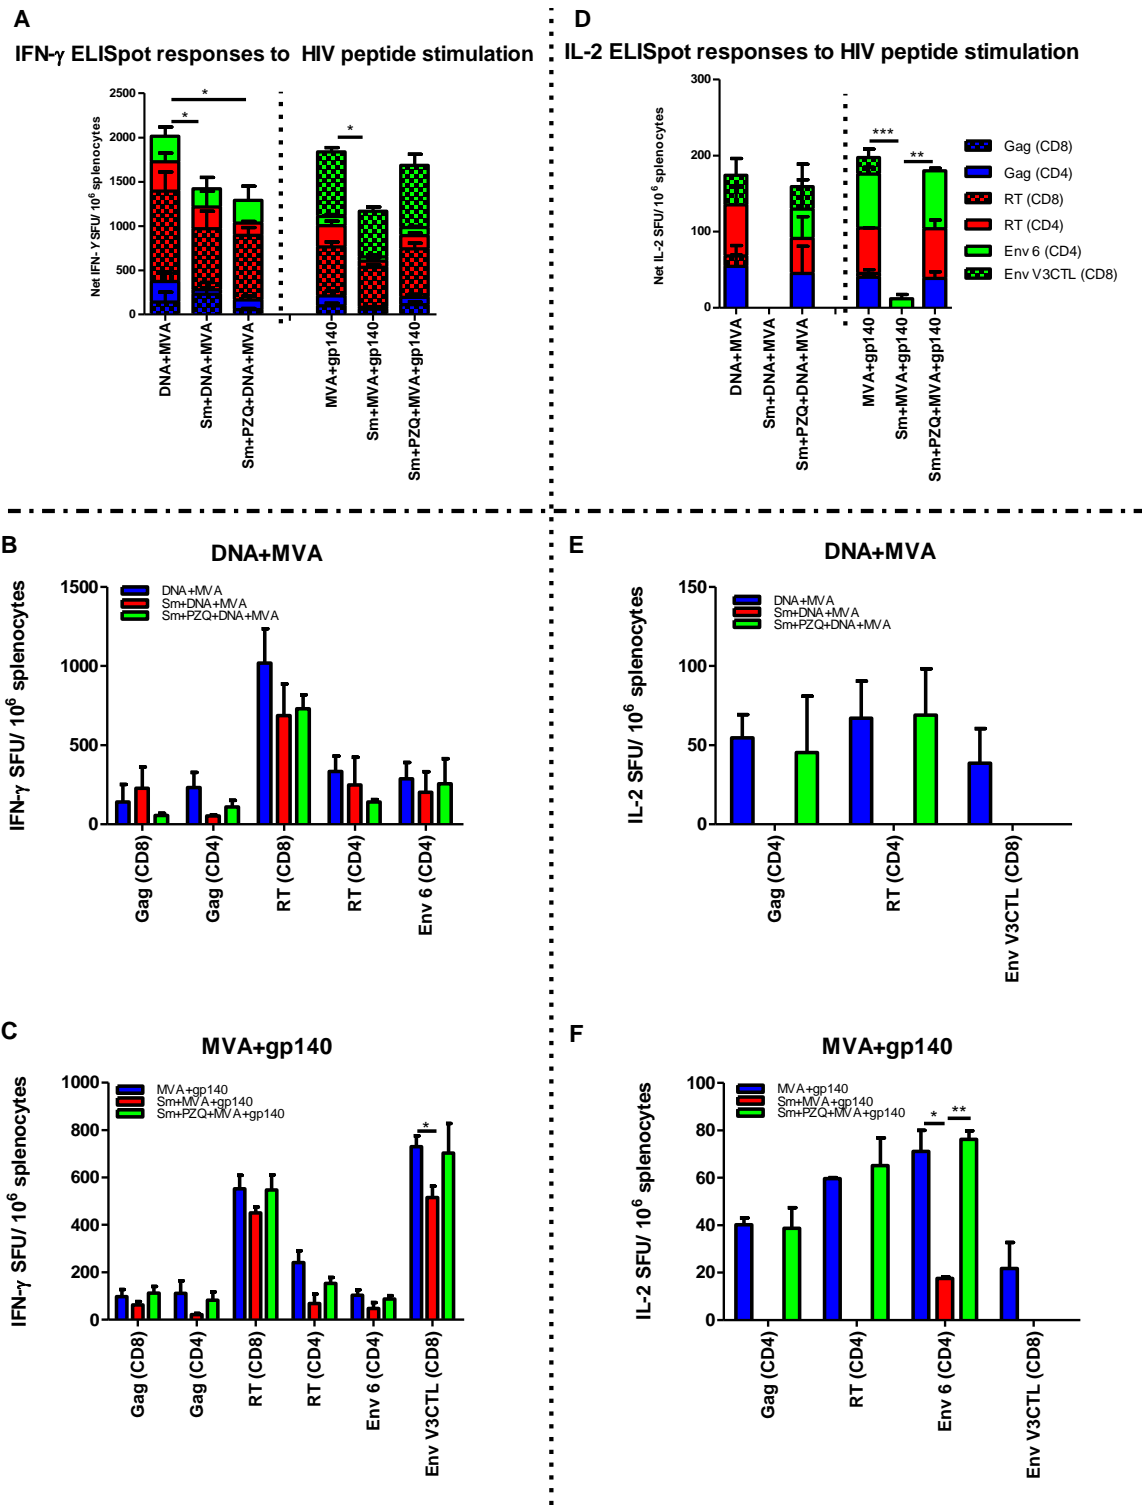 A
IFN-γ ELISpot responses to HIV peptide stimulation
Net IFN- Y SFU/ 10⁶ splenocytes
2500
2000
1500
1000
500
0
*
*
*
DNA+MVA
Sm+DNA+MVA
Sm+PZQ+DNA+MVA
MVA+gp140
Sm+MVA+gp140
Sm+PZQ+MVA+gp140
D
IL-2 ELISpot responses to HIV peptide stimulation
Net IL-2 SFU/ 10⁶ splenocytes
300
200
100
0
***
**
DNA+MVA
Sm+DNA+MVA
Sm+PZQ+DNA+MVA
MVA+gp140
Sm+MVA+gp140
Sm+PZQ+MVA+gp140
Gag (CD8)
Gag (CD4)
RT (CD8)
RT (CD4)
Env 6 (CD4)
Env V3CTL (CD8)
B
DNA+MVA
IFN-γ SFU/ 10⁶ splenocytes
1500
1000
500
0
DNA+MVA
Sm+DNA+MVA
Sm+PZQ+DNA+MVA
Gag (CD8)
Gag (CD4)
RT (CD8)
RT (CD4)
Env 6 (CD4)
E
DNA+MVA
IL-2 SFU/ 10⁶ splenocytes
150
100
50
0
DNA+MVA
Sm+DNA+MVA
Sm+PZQ+DNA+MVA
Gag (CD4)
RT (CD4)
Env V3CTL (CD8)
C
MVA+gp140
IFN-γ SFU/ 10⁶ splenocytes
1000
800
600
400
200
0
MVA+gp140
Sm+MVA+gp140
Sm+PZQ+MVA+gp140
*
Gag (CD8)
Gag (CD4)
RT (CD8)
RT (CD4)
Env 6 (CD4)
Env V3CTL (CD8)
F
MVA+gp140
IL-2 SFU/ 10⁶ splenocytes
100
80
60
40
20
0
MVA+gp140
Sm+MVA+gp140
Sm+PZQ+MVA+gp140
*
**
Gag (CD4)
RT (CD4)
Env 6 (CD4)
Env V3CTL (CD8)